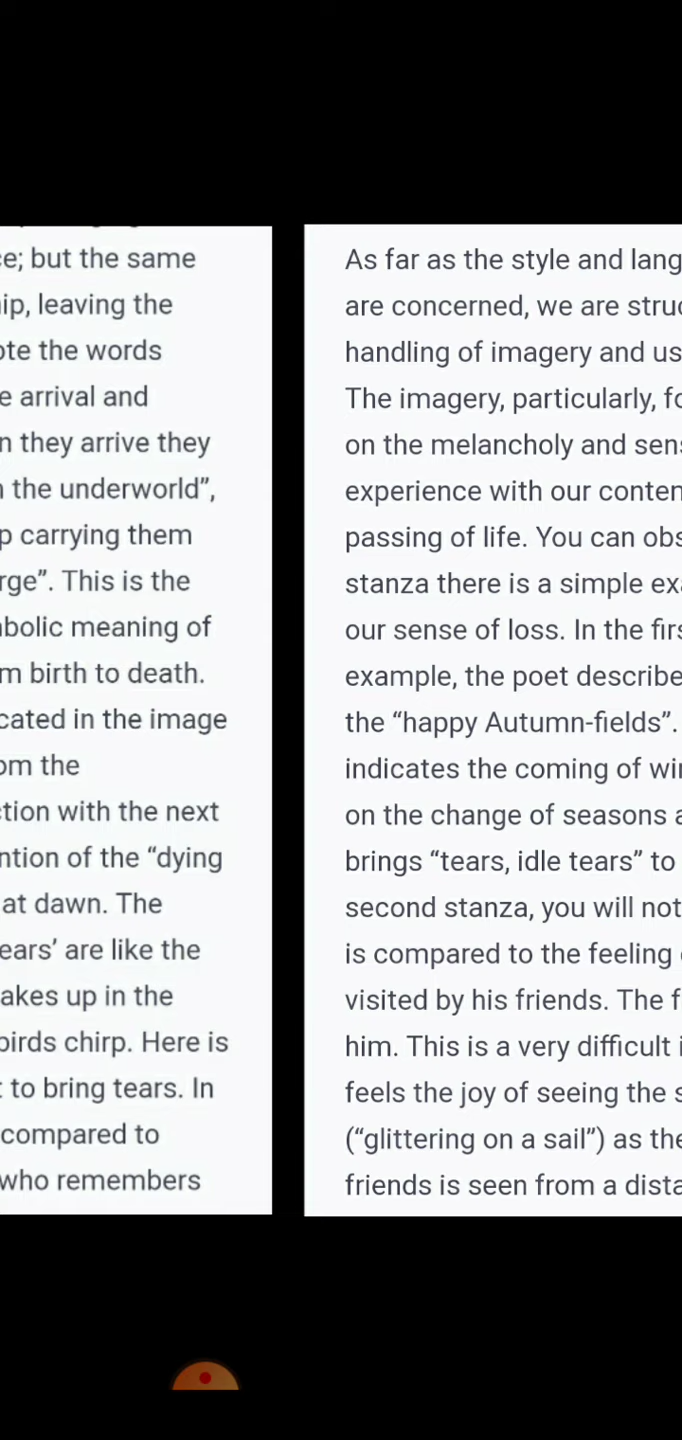 ce; but the same
ip, leaving the
ote the words
e arrival and
n they arrive they
n the underworld”,
p carrying them
rge”. This is the
bolic meaning of
m birth to death.
cated in the image
om the
ction with the next
ntion of the “dying
at dawn. The
ears’ are like the
akes up in the
birds chirp. Here is
t to bring tears. In
compared to
who remembers
As far as the style and lang
are concerned, we are struc
handling of imagery and us
The imagery, particularly, fo
on the melancholy and sens
experience with our conten
passing of life. You can obs
stanza there is a simple exa
our sense of loss. In the firs
example, the poet describe
the “happy Autumn-fields”.
indicates the coming of win
on the change of seasons a
brings “tears, idle tears” to
second stanza, you will not
is compared to the feeling
visited by his friends. The f
him. This is a very difficult i
feels the joy of seeing the s
(“glittering on a sail”) as the
friends is seen from a dista